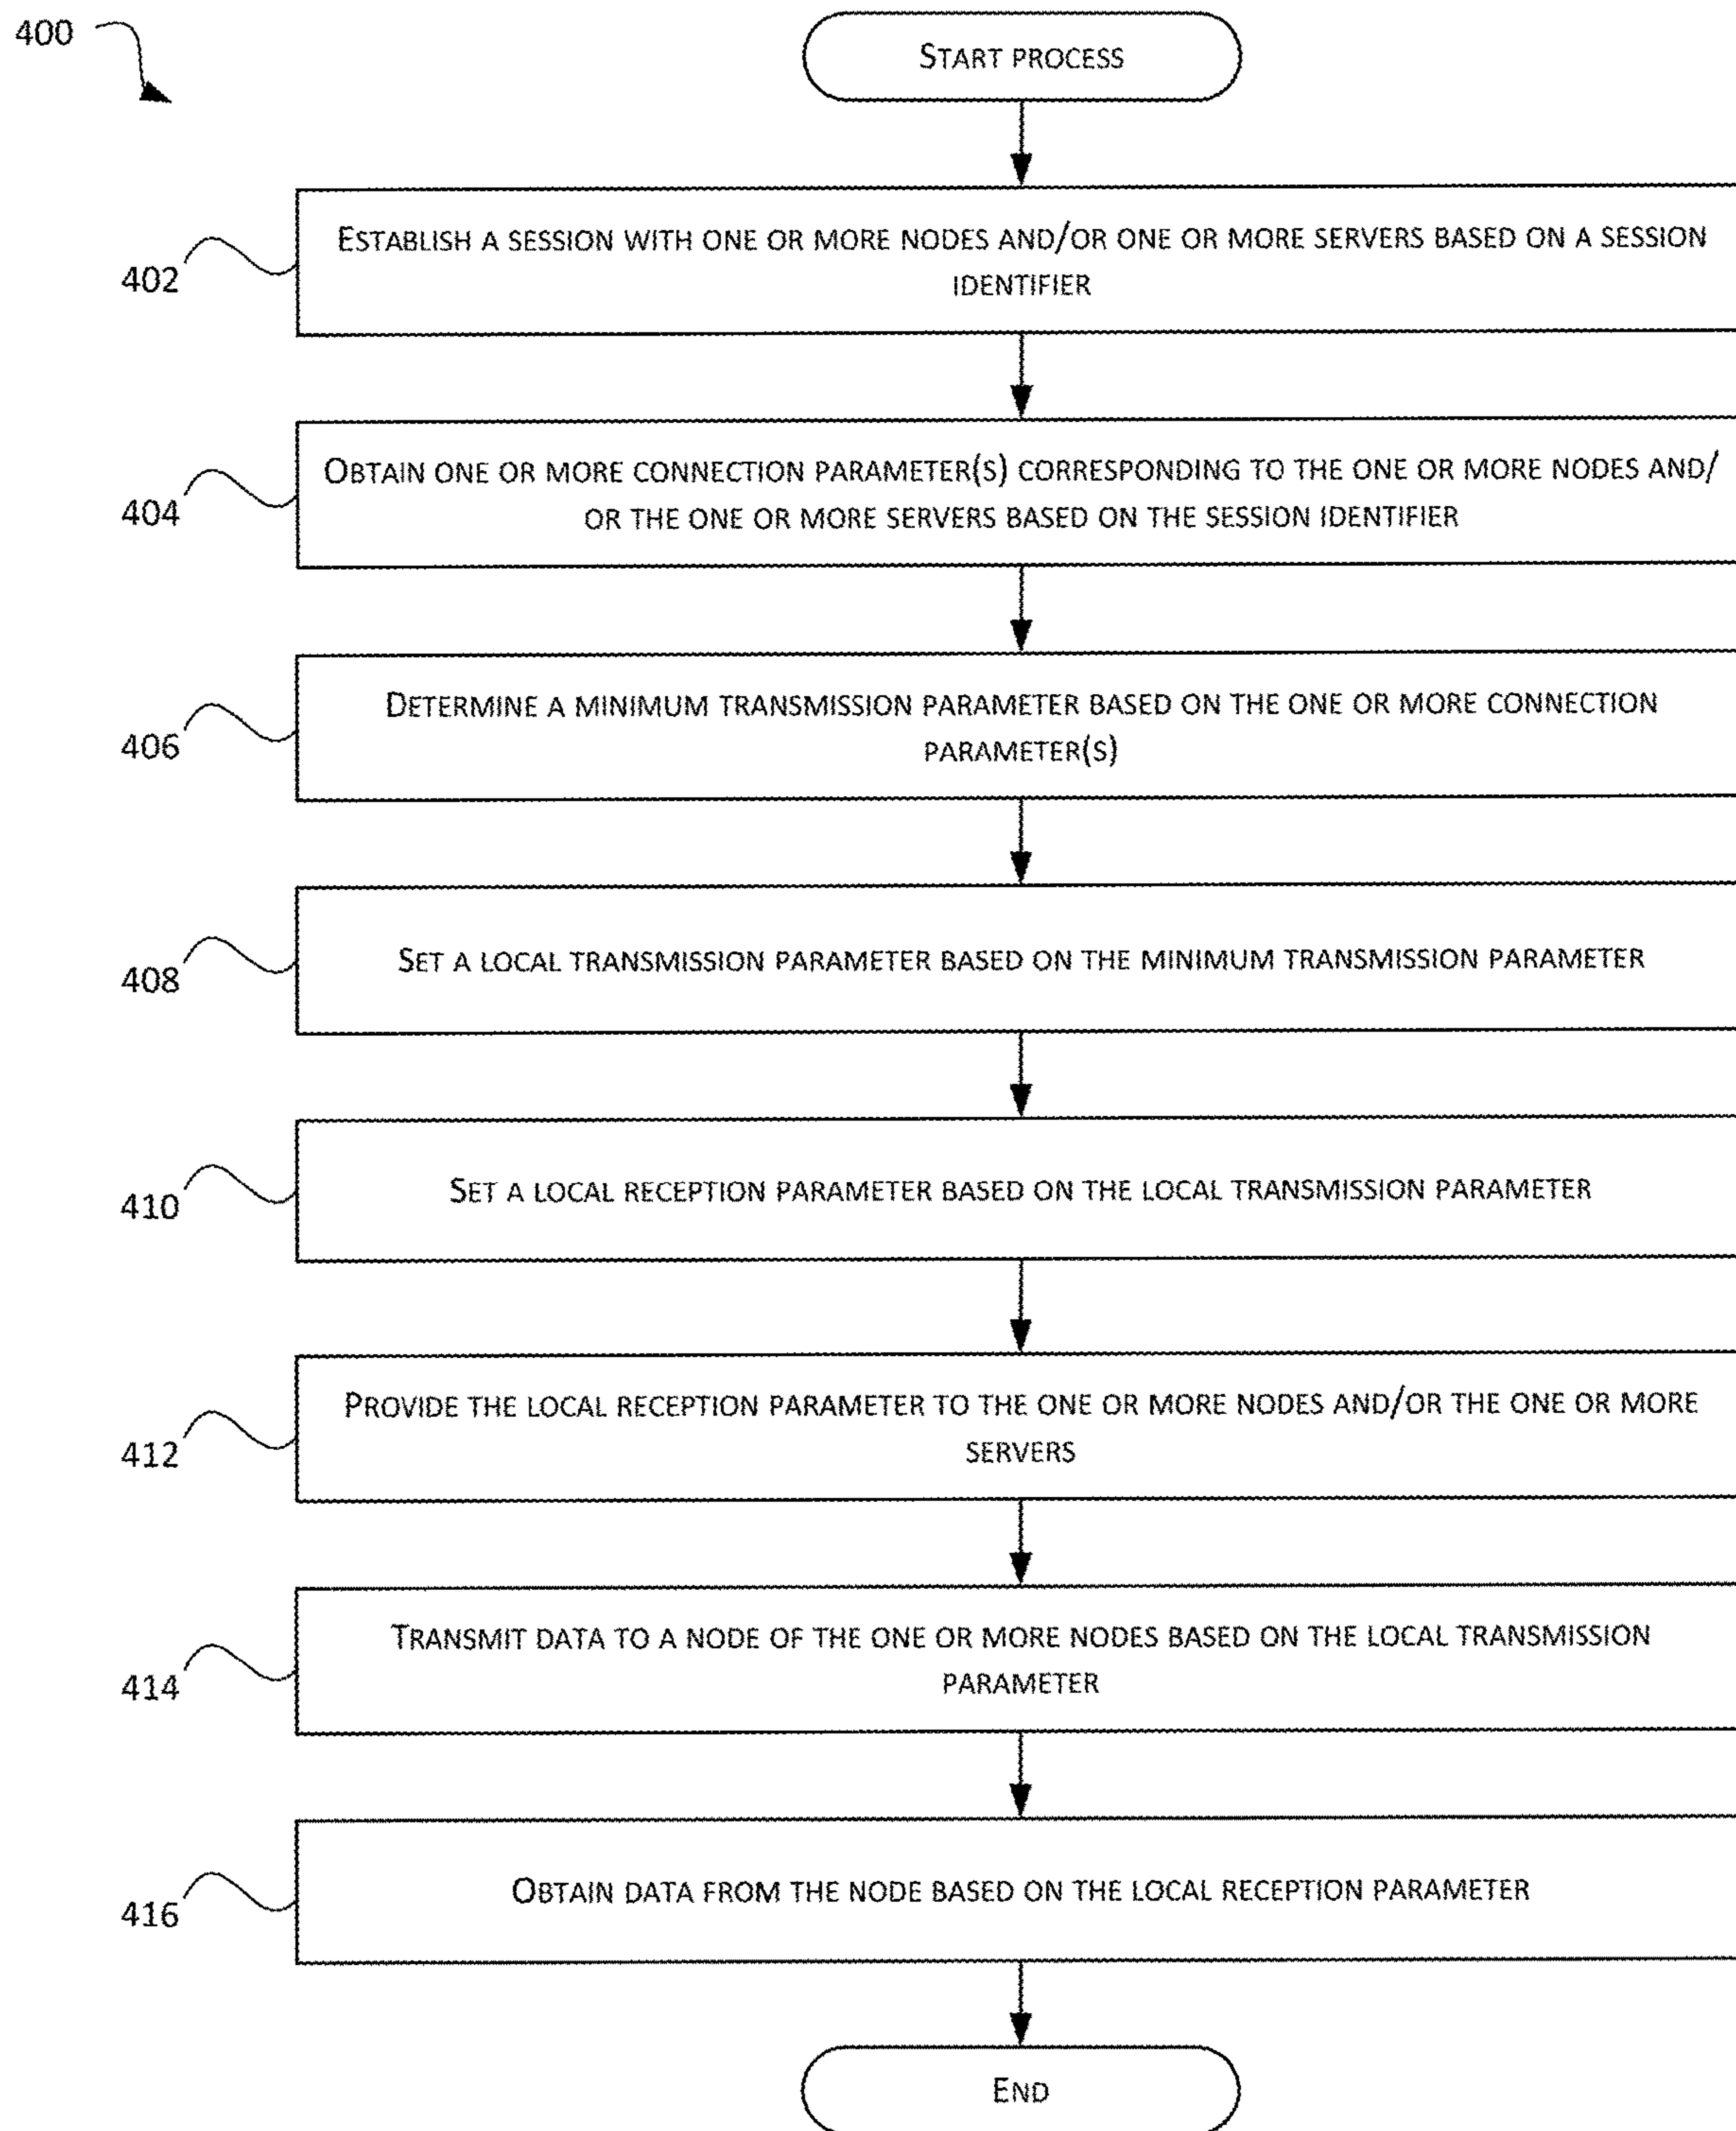 400
START PROCESS
402
ESTABLISH A SESSION WITH ONE OR MORE NODES AND/OR ONE OR MORE SERVERS BASED ON A SESSION
IDENTIFIER
404
OBTAIN ONE OR MORE CONNECTION PARAMETER(S) CORRESPONDING TO THE ONE OR MORE NODES AND/
OR THE ONE OR MORE SERVERS BASED ON THE SESSION IDENTIFIER
406
DETERMINE A MINIMUM TRANSMISSION PARAMETER BASED ON THE ONE OR MORE CONNECTION
PARAMETER(S)
408
SET A LOCAL TRANSMISSION PARAMETER BASED ON THE MINIMUM TRANSMISSION PARAMETER
410
SET A LOCAL RECEPTION PARAMETER BASED ON THE LOCAL TRANSMISSION PARAMETER
412
PROVIDE THE LOCAL RECEPTION PARAMETER TO THE ONE OR MORE NODES AND/OR THE ONE OR MORE
SERVERS
414
TRANSMIT DATA TO A NODE OF THE ONE OR MORE NODES BASED ON THE LOCAL TRANSMISSION
PARAMETER
416
OBTAIN DATA FROM THE NODE BASED ON THE LOCAL RECEPTION PARAMETER
END